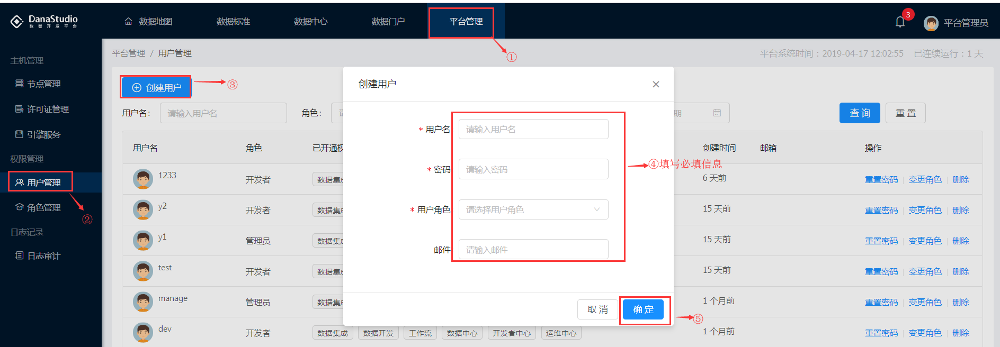 DanaStudio
数智开发平台
数据地图 数据标准 数据中心 数据门户 平台管理
3
平台管理员
①
主机管理
节点管理
许可证管理
引擎服务
权限管理
用户管理
②
角色管理
日志记录
日志审计
平台管理 / 用户管理
平台系统时间：2019-04-17 12:02:55 已连续运行：1 天
创建用户
③
用户名： 请输入用户名 角色： 期
查 询 重 置
用户名 角色 已开通权 创建时间 邮箱 操作
1233 开发者 数据集成 6 天前 重置密码 变更角色 删除
y2 开发者 数据集成 15 天前 重置密码 变更角色 删除
y1 管理员 数据集成 15 天前 重置密码 变更角色 删除
test 开发者 数据集成 15 天前 重置密码 变更角色 删除
manage 管理员 数据集成 1 个月前 重置密码 变更角色 删除
dev 开发者 数据集成 数据开发 工作流 数据中心 开发者中心 运维中心 1 个月前 重置密码 变更角色 删除
创建用户
* 用户名 请输入用户名
* 密码 请输入密码
* 用户角色 请选择用户角色
邮件 请输入邮件
④填写必填信息
取 消 确 定
⑤